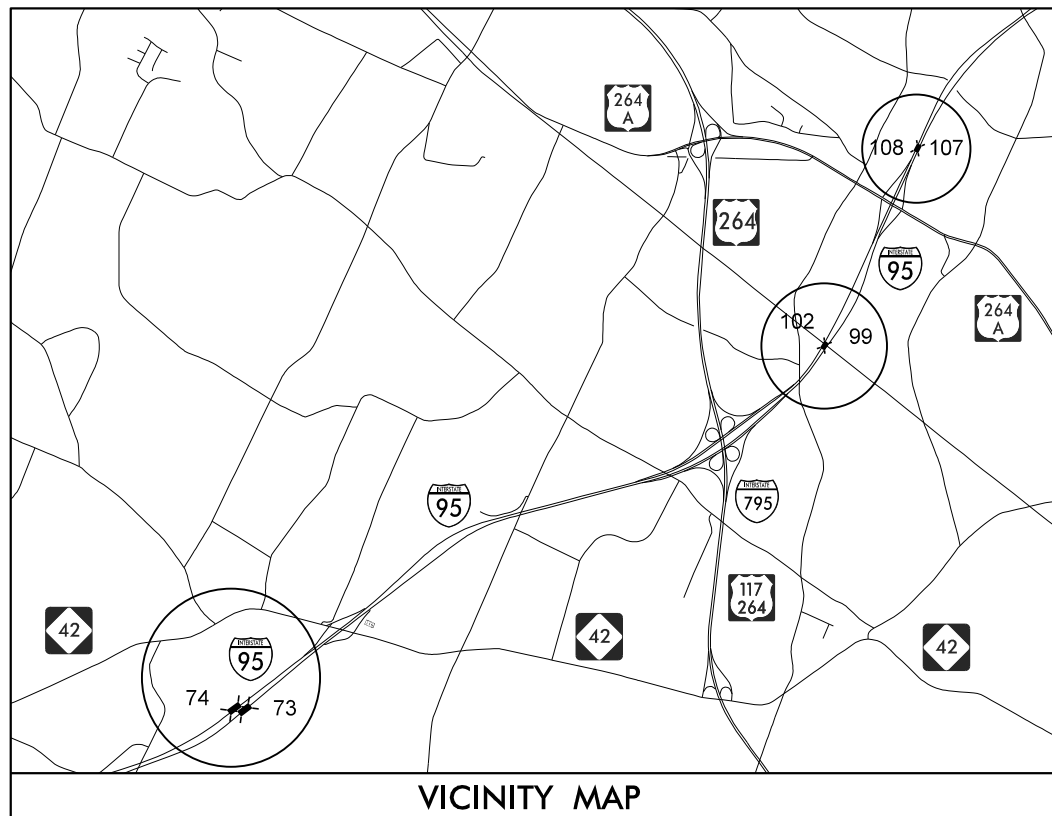 264
A
108 107
264
INTERSTATE
95
264
A
102 99
INTERSTATE
95
INTERSTATE
795
117
264
42
42
42
INTERSTATE
95
74 73
VICINITY MAP